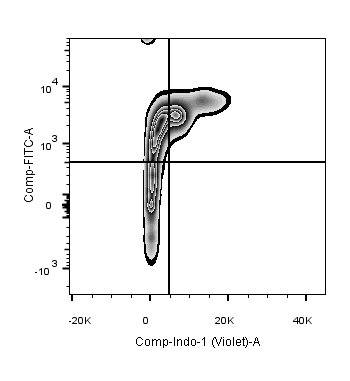 10 4
10 3
0
-10 3
Comp-FITC-A
-20K 0 20K 40K
Comp-Indo-1 (Violet)-A